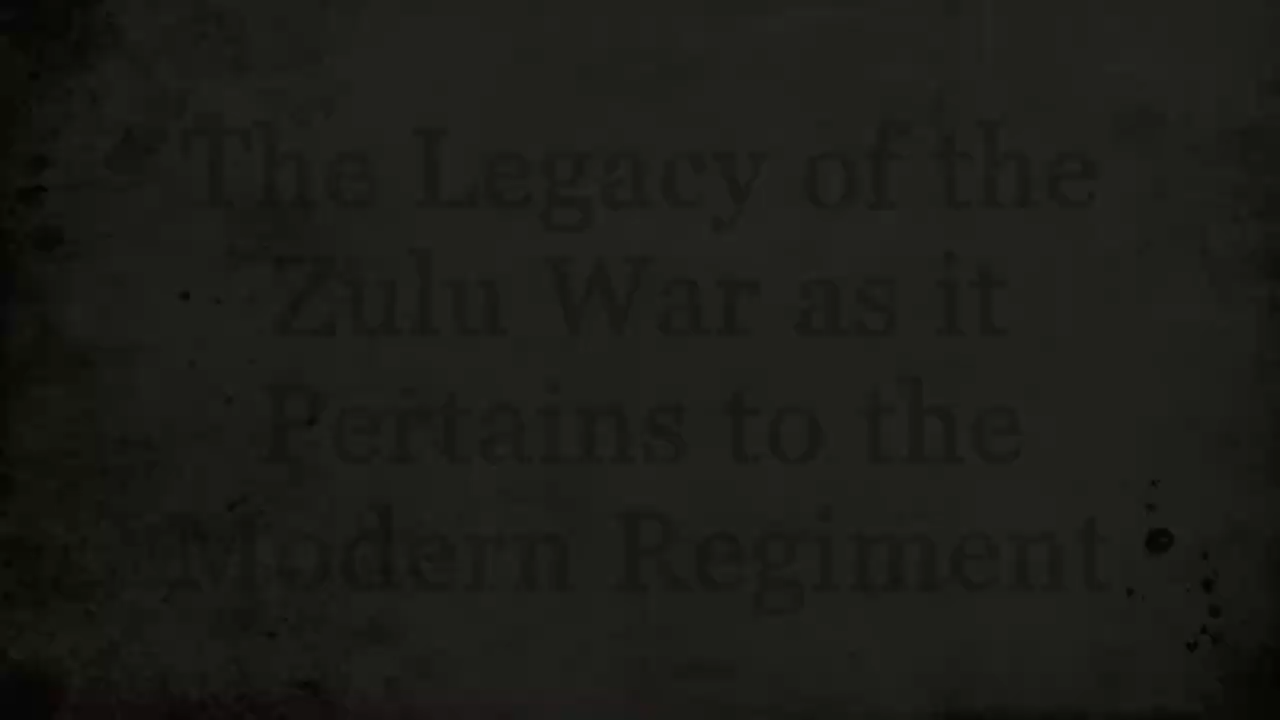 The Legacy of the
Zulu War as it
Pertains to the
Modern Regiment